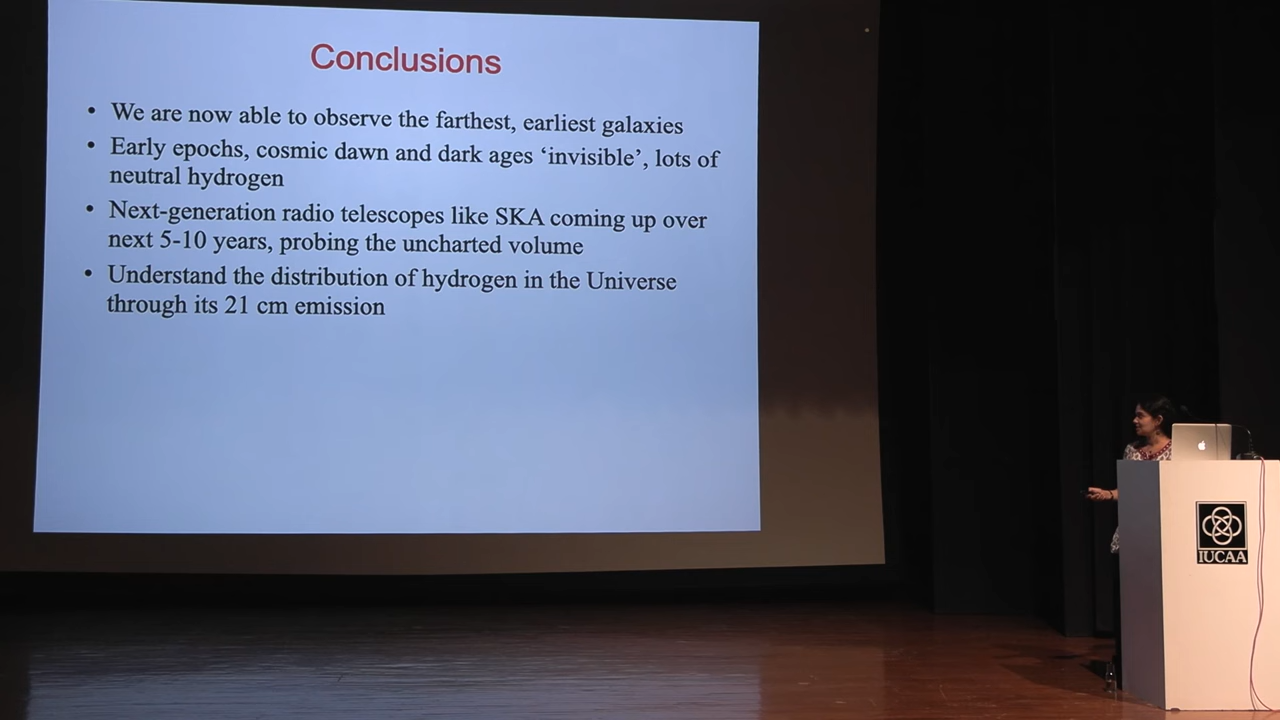 Conclusions
• We are now able to observe the farthest, earliest galaxies
• Early epochs, cosmic dawn and dark ages ‘invisible’, lots of
neutral hydrogen
• Next-generation radio telescopes like SKA coming up over
next 5-10 years, probing the uncharted volume
• Understand the distribution of hydrogen in the Universe
through its 21 cm emission
IUCAA